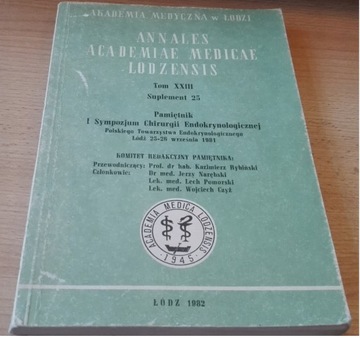 AKADEMIA MEDYCZNA w ŁODZI
ANNALES
ACADEMIAE MEDICAE
LODZENSIS
Tom XXIII
Suplement 25
Pamiętnik
I Sympozjum Chirurgii Endokrynologicznej
Polskiego Towarzystwa Endokrynologicznego
Łódź 25-26 września 1981
KOMITET REDAKCYJNY PAMIĘTNIKA:
Przewodniczący: Prof. dr hab. Kazimierz Rybiński
Członkowie: Dr med. Jerzy Narębski
Lek. med. Lech Pomorski
Lek. med. Wojciech Czyż
ACADEMIA MEDICA LODZENSIS
1945
ŁÓDŹ 1982